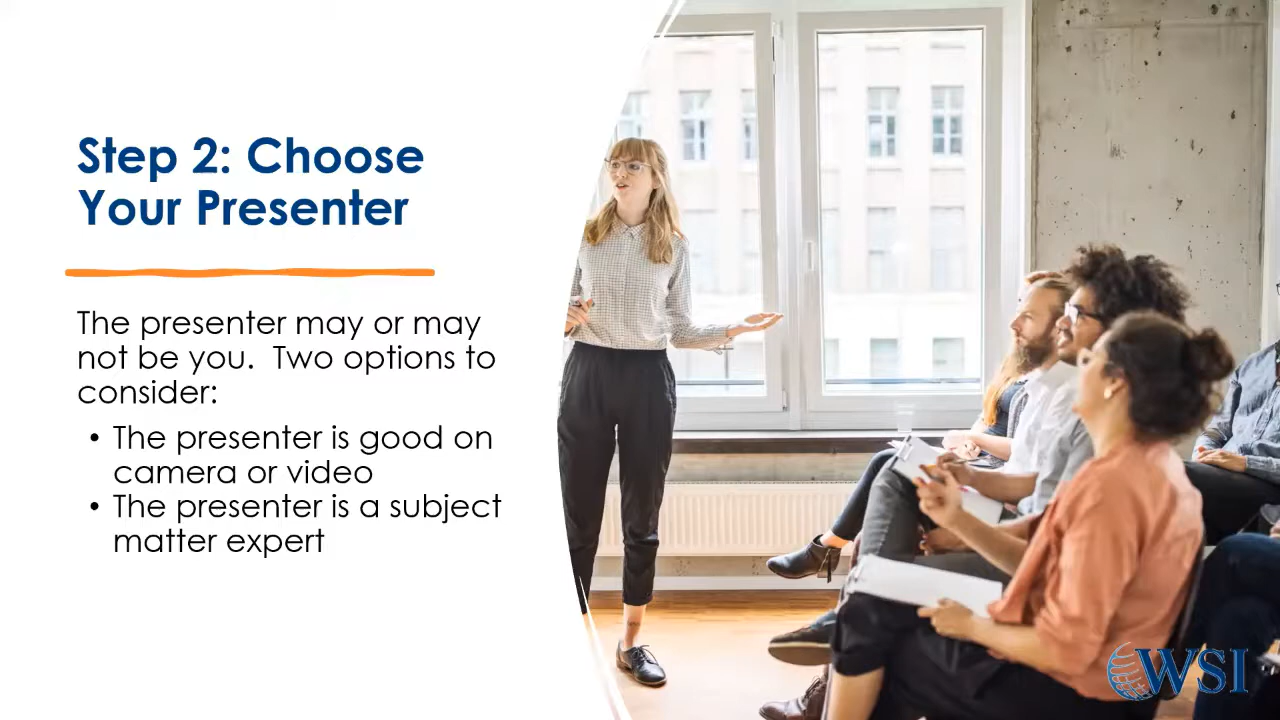 Step 2: Choose
Your Presenter
The presenter may or may
not be you.  Two options to
consider:
• The presenter is good on
camera or video
• The presenter is a subject
matter expert
WSI